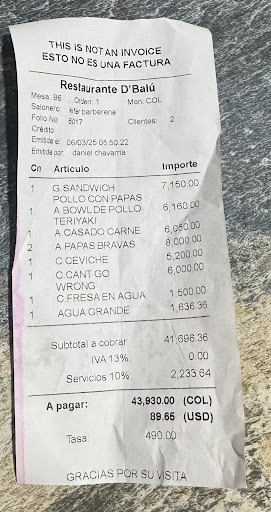 THIS IS NOT AN INVOICE
ESTO NO ES UNA FACTURA
Restaurante D'Balú
Mesa: B6 Orden: 1 Mon: COL
Salonero: Kifer barberena
Folio No 6017 Clientes: 2
Crédito:
Emitida el: 06/03/25 05:50:22
Emitida por: daniel chavarria
Cn Articulo Importe
1 G.SANDWICH 7,150.00
POLLO CON PAPAS
1 A.BOWL DE POLLO 6,160.00
TERIYAKI
1 A.CASADO CARNE 6,050.00
2 A.PAPAS BRAVAS 8,000.00
1 C.CEVICHE 5,200.00
1 C.CANT GO 6,000.00
WRONG
1 C.FRESA EN AGUA 1,500.00
1 AGUA GRANDE 1,636.36
Subtotal a cobrar 41,696.36
IVA 13% 0.00
Servicios 10% 2,233.64
A pagar: 43,930.00 (COL)
89.65 (USD)
Tasa: 490.00
GRACIAS POR SU VISITA